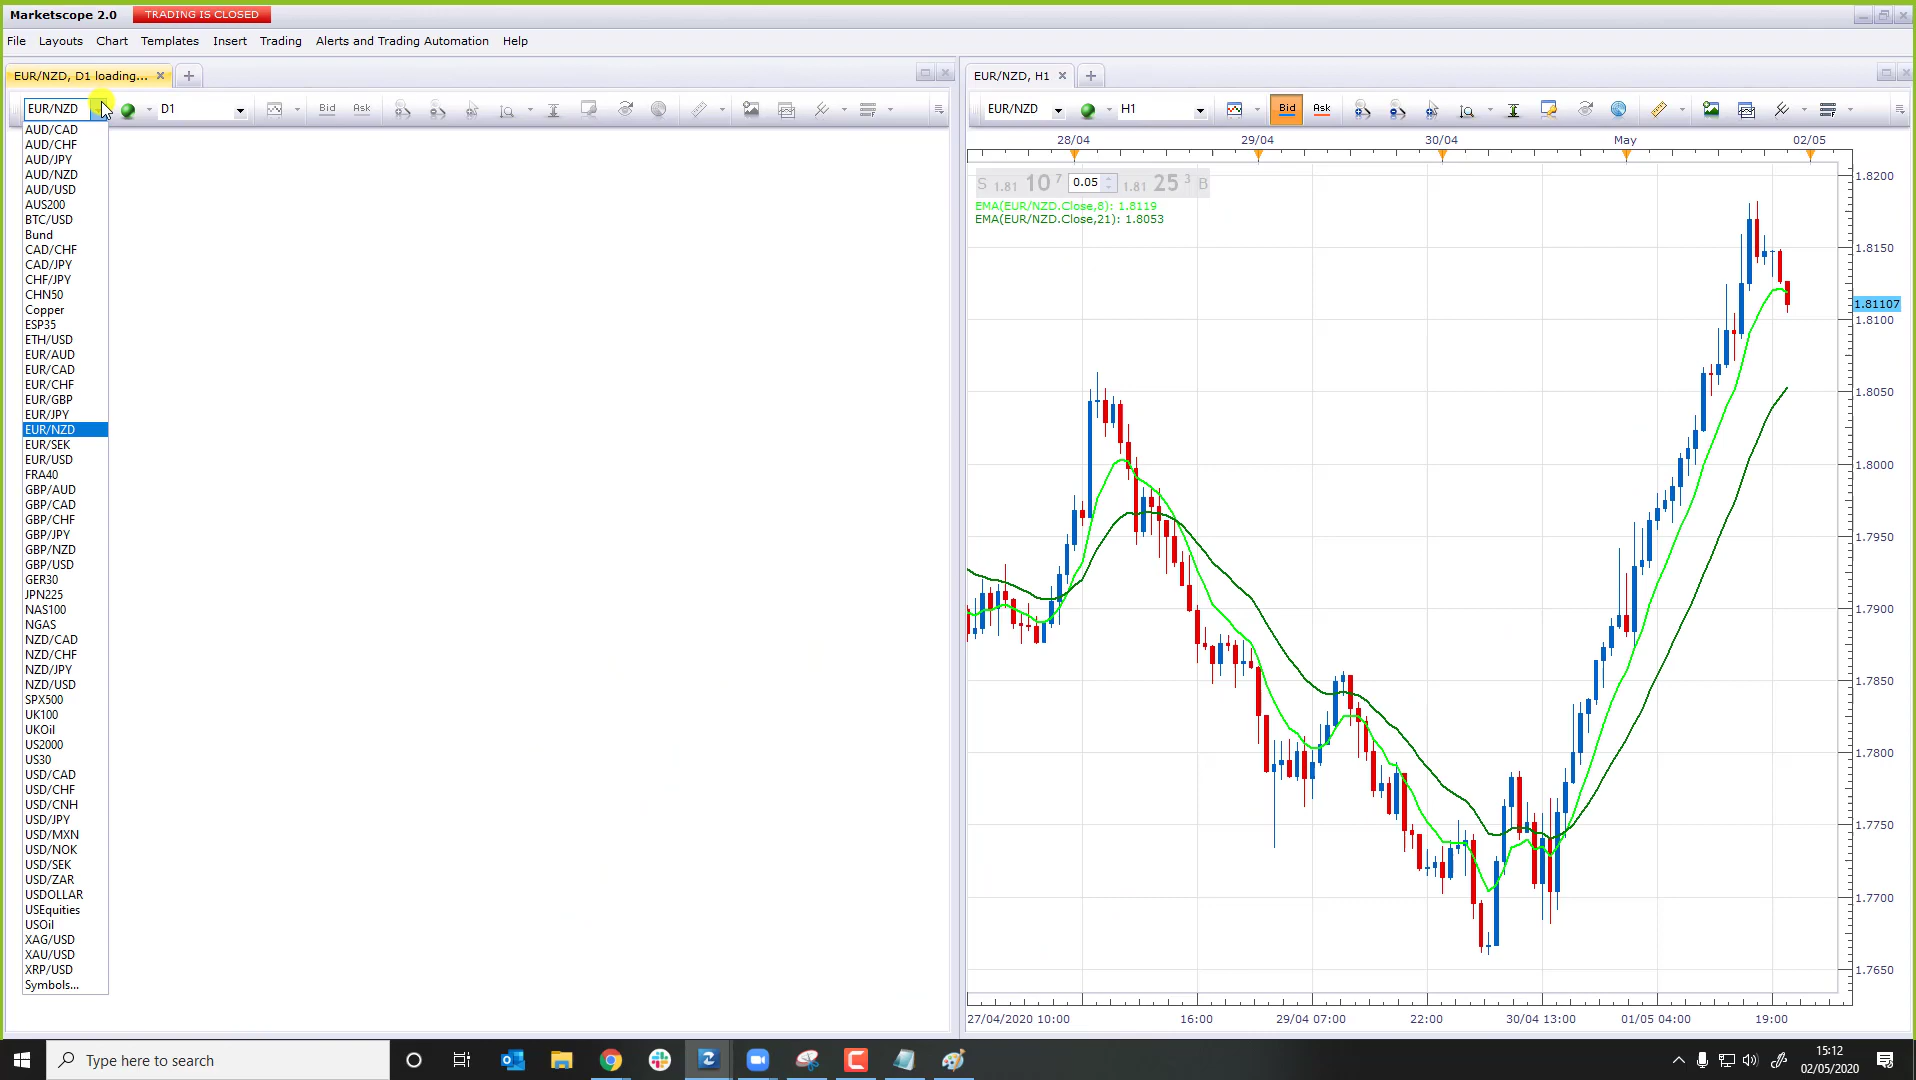 Marketscope 2.0 TRADING IS CLOSED
File Layouts Chart Templates Insert Trading Alerts and Trading Automation Help
EUR/NZD, D1 loading...
EUR/NZD D1 Bid Ask
AUD/CAD
AUD/CHF
AUD/JPY
AUD/NZD
AUD/USD
AUS200
BTC/USD
Bund
CAD/CHF
CAD/JPY
CHF/JPY
CHN50
Copper
ESP35
ETH/USD
EUR/AUD
EUR/CAD
EUR/CHF
EUR/GBP
EUR/JPY
EUR/NZD
EUR/SEK
EUR/USD
FRA40
GBP/AUD
GBP/CAD
GBP/CHF
GBP/JPY
GBP/NZD
GBP/USD
GER30
JPN225
NAS100
NGAS
NZD/CAD
NZD/CHF
NZD/JPY
NZD/USD
SPX500
UK100
UKOil
US2000
US30
USD/CAD
USD/CHF
USD/CNH
USD/JPY
USD/MXN
USD/NOK
USD/SEK
USD/ZAR
USDOLLAR
USEquities
USOil
XAG/USD
XAU/USD
XRP/USD
Symbols...
EUR/NZD, H1
EUR/NZD H1 Bid Ask
28/04 29/04 30/04 May 02/05
S 1.81 10 7 0.05 1.81 25 3 B
EMA(EUR/NZD.Close,8): 1.8119
EMA(EUR/NZD.Close,21): 1.8053
1.8200
1.8150
1.81107
1.8100
1.8050
1.8000
1.7950
1.7900
1.7850
1.7800
1.7750
1.7700
1.7650
27/04/2020 10:00 16:00 29/04 07:00 22:00 30/04 13:00 01/05 04:00 19:00
Type here to search
15:12
02/05/2020